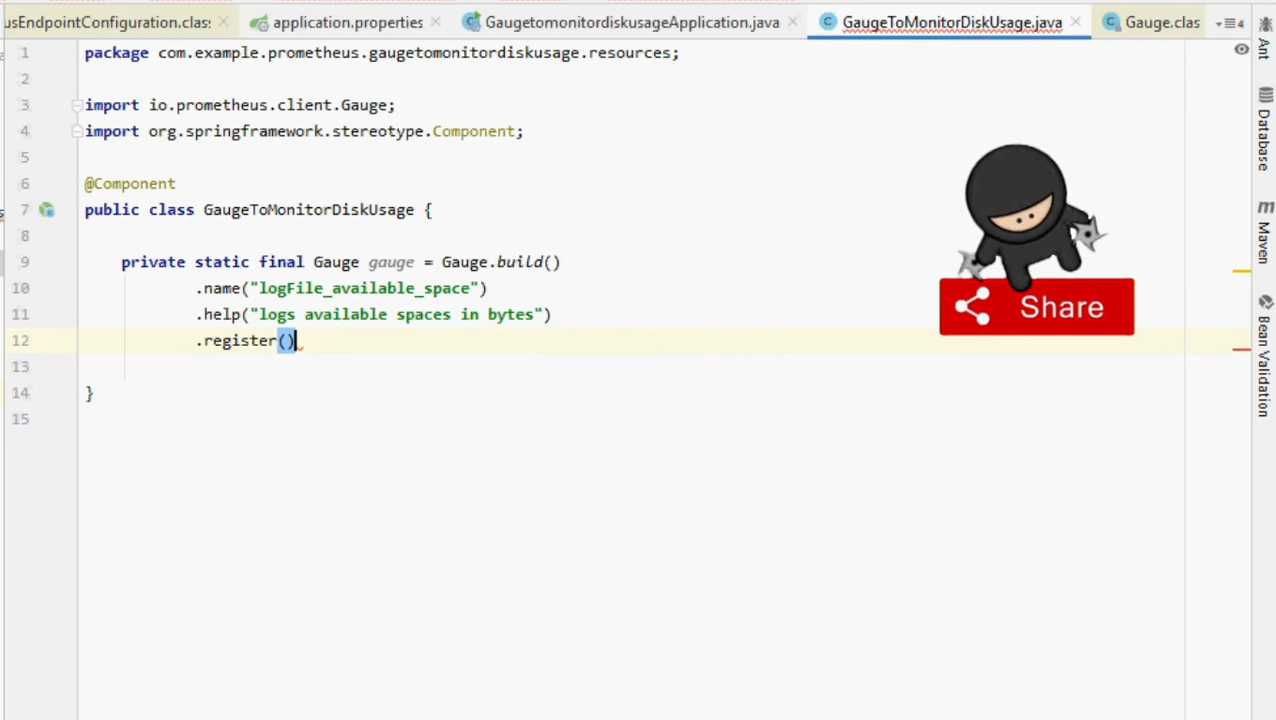 usEndpointConfiguration.class
application.properties
GaugetomonitordiskusageApplication.java
GaugeToMonitorDiskUsage.java
Gauge.clas
4
1 package com.example.prometheus.gaugetomonitordiskusage.resources;
2
3 import io.prometheus.client.Gauge;
4 import org.springframework.stereotype.Component;
5
6 @Component
7 public class GaugeToMonitorDiskUsage {
8
9 private static final Gauge gauge = Gauge.build()
10 .name("logFile_available_space")
11 .help("logs available spaces in bytes")
12 .register()
13
14 }
15
Share
Ant
Database
m
Maven
Bean Validation